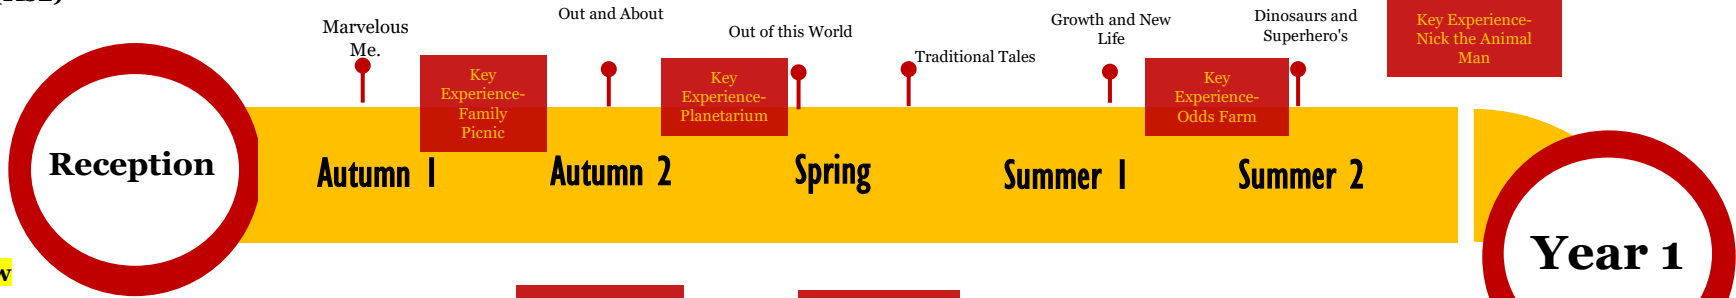 Marvelous
Me.
Out and About
Out of this World
Traditional Tales
Growth and New
Life
Dinosaurs and
Superhero's
Key Experience-
Nick the Animal
Man
Key
Experience-
Family
Picnic
Key
Experience-
Planetarium
Key
Experience-
Odds Farm
Reception
Autumn 1
Autumn 2
Spring
Summer 1
Summer 2
Year 1